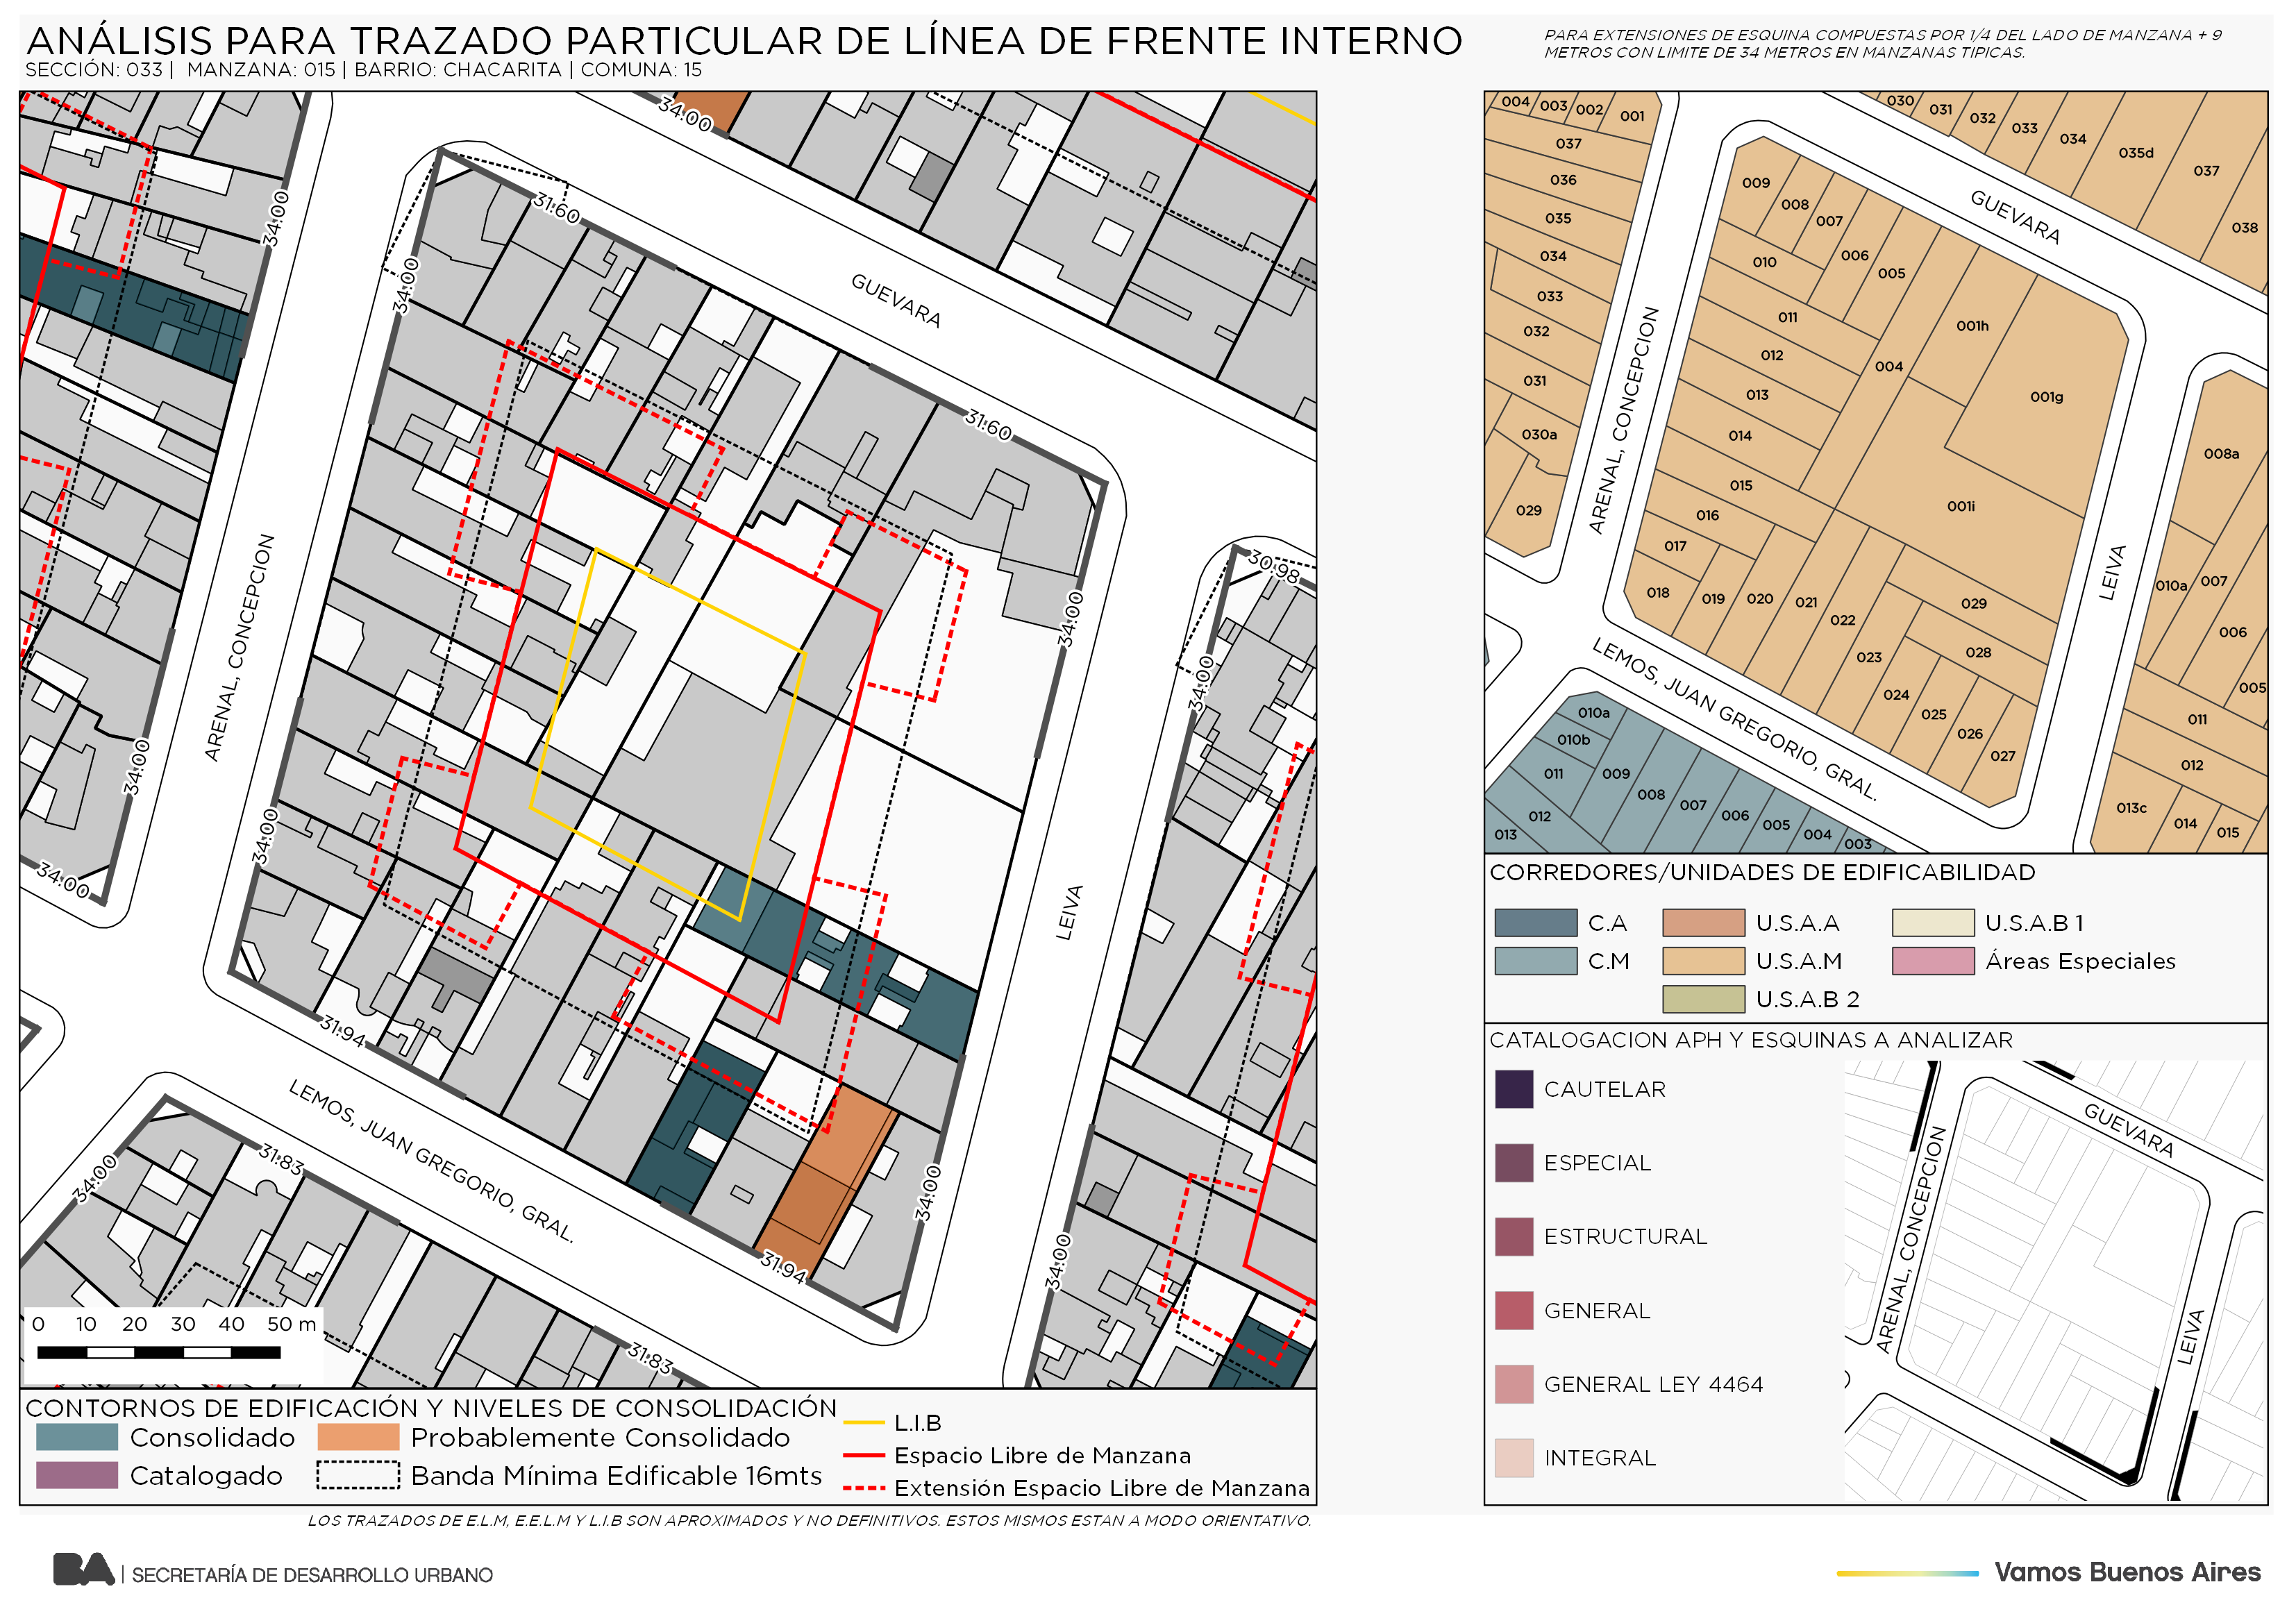 ANÁLISIS PARA TRAZADO PARTICULAR DE LÍNEA DE FRENTE INTERNO
SECCIÓN: 033 | MANZANA: 015 | BARRIO: CHACARITA | COMUNA: 15
PARA EXTENSIONES DE ESQUINA COMPUESTAS POR 1/4 DEL LADO DE MANZANA + 9
METROS CON LIMITE DE 34 METROS EN MANZANAS TIPICAS.
34.00
34.00
31.60
34.00
GUEVARA
31.60
30.98
34.00
34.00
ARENAL, CONCEPCION
34.00
34.00
34.00
LEIVA
31.94
LEMOS, JUAN GREGORIO, GRAL.
34.00
31.83
34.00
34.00
31.94
31.83
0 10 20 30 40 50 m
CONTORNOS DE EDIFICACIÓN Y NIVELES DE CONSOLIDACIÓN
Consolidado
Probablemente Consolidado
Catalogado
Banda Mínima Edificable 16mts
L.I.B
Espacio Libre de Manzana
Extensión Espacio Libre de Manzana
LOS TRAZADOS DE E.L.M, E.E.L.M Y L.I.B SON APROXIMADOS Y NO DEFINITIVOS. ESTOS MISMOS ESTAN A MODO ORIENTATIVO.
004 003 002 001
037
036
035
034
033
032
031
030a
029
030 031 032 033 034 035d 037 038
GUEVARA
009 008 007 006 005
010
011
012
013
014
015
016
017
018
019 020 021 022 023 024 025 026 027
028
029
004
001h
001g
001i
ARENAL, CONCEPCION
LEIVA
LEMOS, JUAN GREGORIO, GRAL.
008a
010a 007
006
005
011
012
013c 014 015
010a
010b
011
012
013
009 008 007 006 005 004 003
CORREDORES/UNIDADES DE EDIFICABILIDAD
C.A
U.S.A.A
U.S.A.B 1
C.M
U.S.A.M
Áreas Especiales
U.S.A.B 2
CATALOGACION APH Y ESQUINAS A ANALIZAR
CAUTELAR
ESPECIAL
ESTRUCTURAL
GENERAL
GENERAL LEY 4464
INTEGRAL
GUEVARA
ARENAL, CONCEPCION
LEIVA
BA | SECRETARÍA DE DESARROLLO URBANO
Vamos Buenos Aires